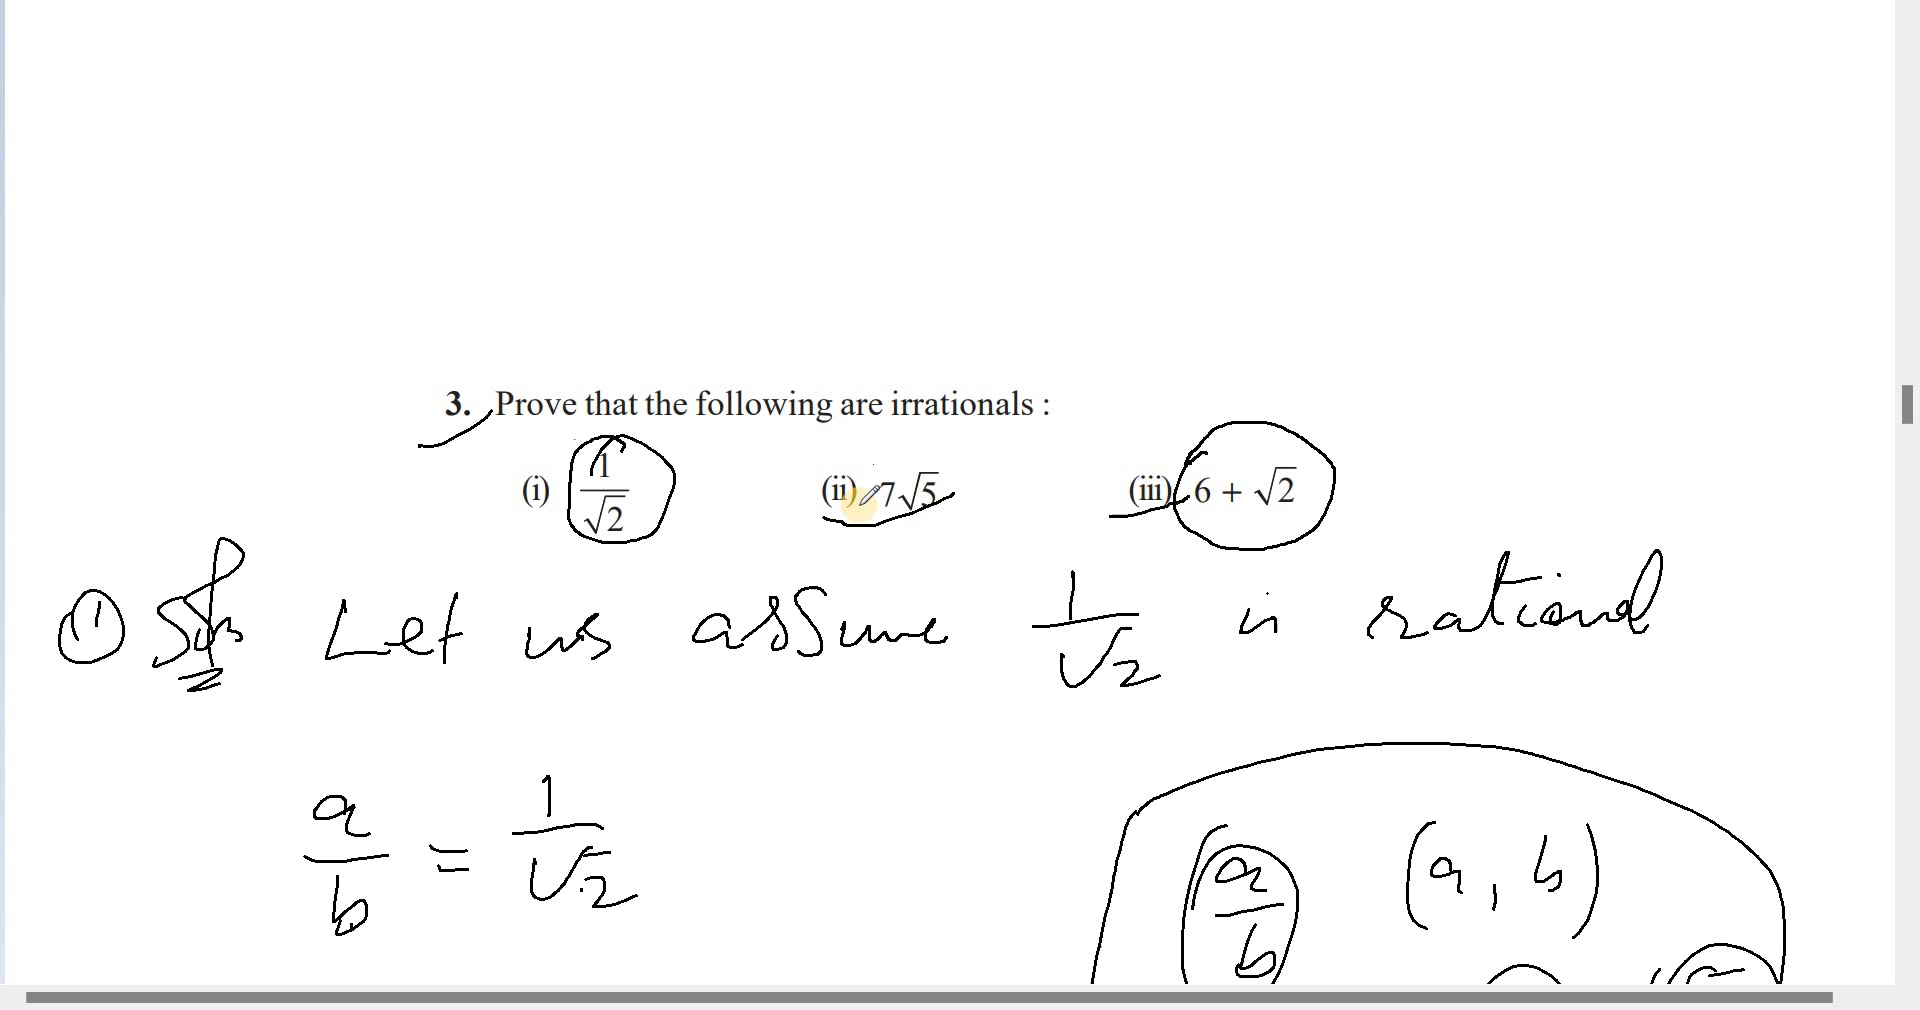 3. Prove that the following are irrationals :
(i) 1/√2 (ii) 7√5 (iii) 6 + √2
① Soln Let us assume 1/√2 is rational
a/b = 1/√2
a/b (a, b)